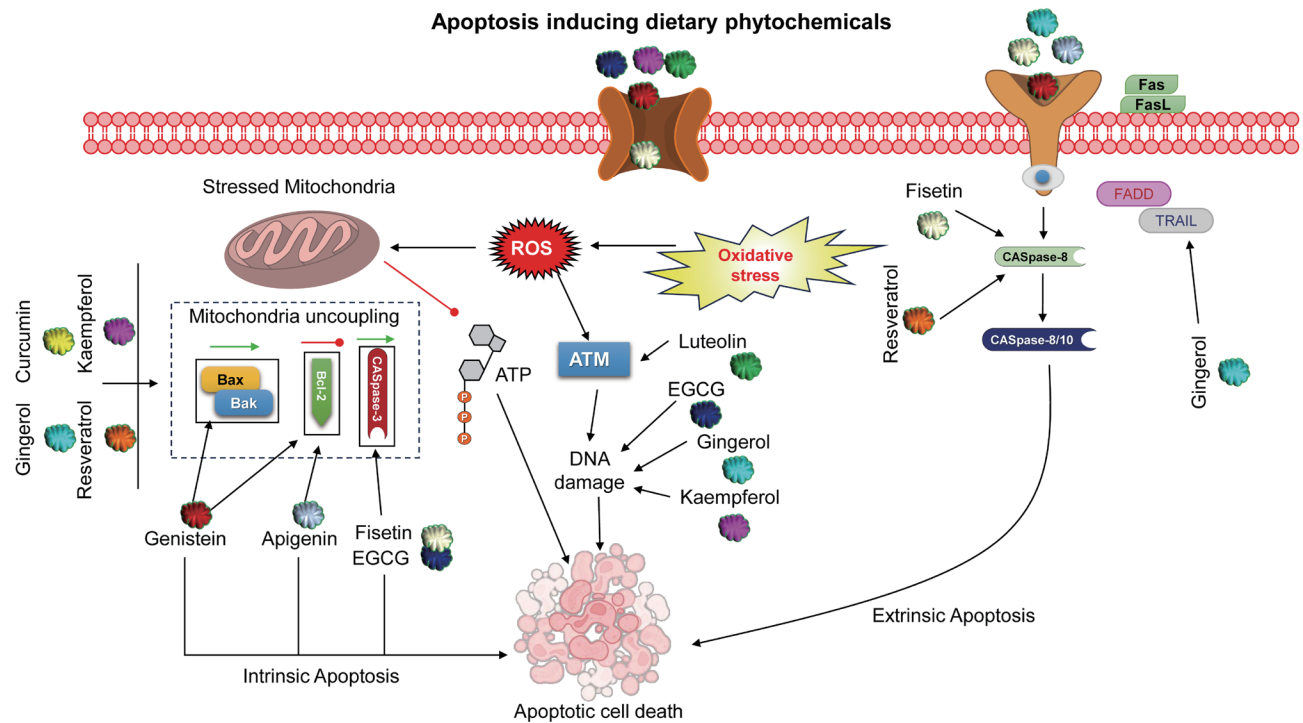 Apoptosis inducing dietary phytochemicals
Fas
FasL
Stressed Mitochondria
Fisetin
FADD
TRAIL
ROS
Oxidative
stress
CASpase-8
Curcumin
Kaempferol
Mitochondria uncoupling
Resveratrol
CASpase-8/10
Gingerol
Bax
Bak
Bcl-2
CASpase-3
ATP
P
P
P
ATM
Luteolin
EGCG
Gingerol
Resveratrol
Gingerol
DNA
damage
Kaempferol
Genistein
Apigenin
Fisetin
EGCG
Extrinsic Apoptosis
Intrinsic Apoptosis
Apoptotic cell death